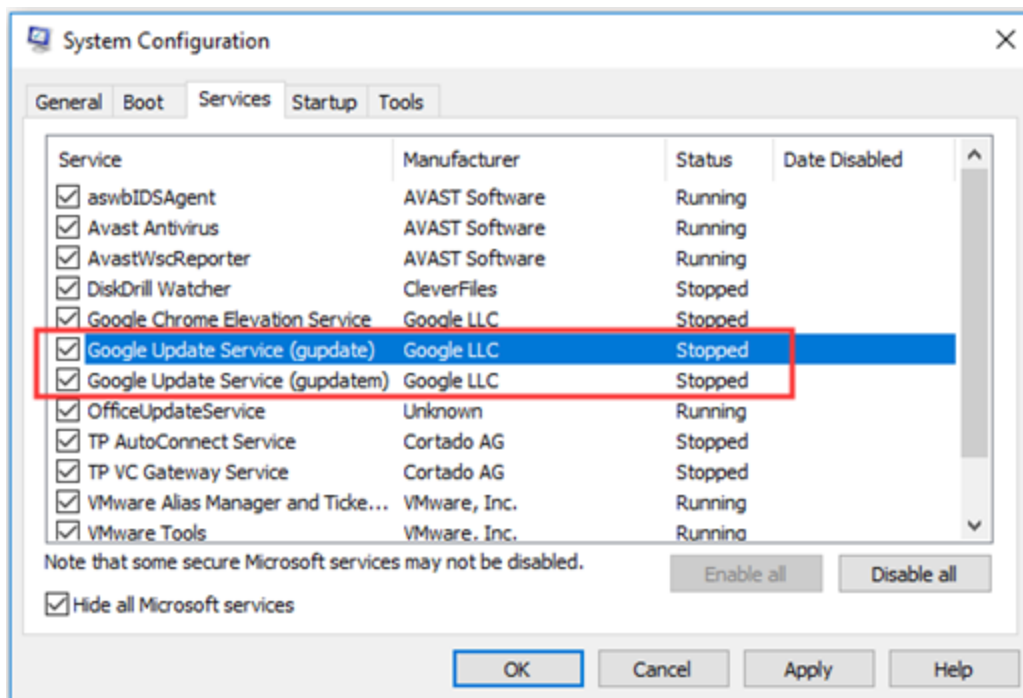 System Configuration
General Boot Services Startup Tools
Service Manufacturer Status Date Disabled
aswbIDSAgent AVAST Software Running
Avast Antivirus AVAST Software Running
AvastWscReporter AVAST Software Running
DiskDrill Watcher CleverFiles Stopped
Google Chrome Elevation Service Google LLC Stopped
Google Update Service (gupdate) Google LLC Stopped
Google Update Service (gupdatem) Google LLC Stopped
OfficeUpdateService Unknown Running
TP AutoConnect Service Cortado AG Stopped
TP VC Gateway Service Cortado AG Stopped
VMware Alias Manager and Ticke... VMware, Inc. Running
VMware Tools VMware, Inc. Running
Note that some secure Microsoft services may not be disabled.
Enable all Disable all
Hide all Microsoft services
OK Cancel Apply Help